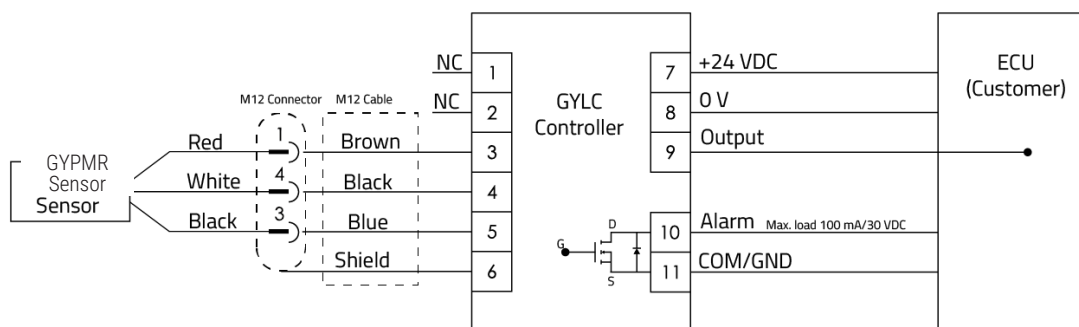 NC
1
7
+24 VDC
ECU
(Customer)
M12 Connector
M12 Cable
NC
2
GYLC
Controller
8
0 V
Red
1
Brown
3
9
Output
GYPMR
Sensor
Sensor
White
4
Black
4
Black
3
Blue
5
D
G
S
10
Alarm
Max. load 100 mA/30 VDC
Shield
6
11
COM/GND